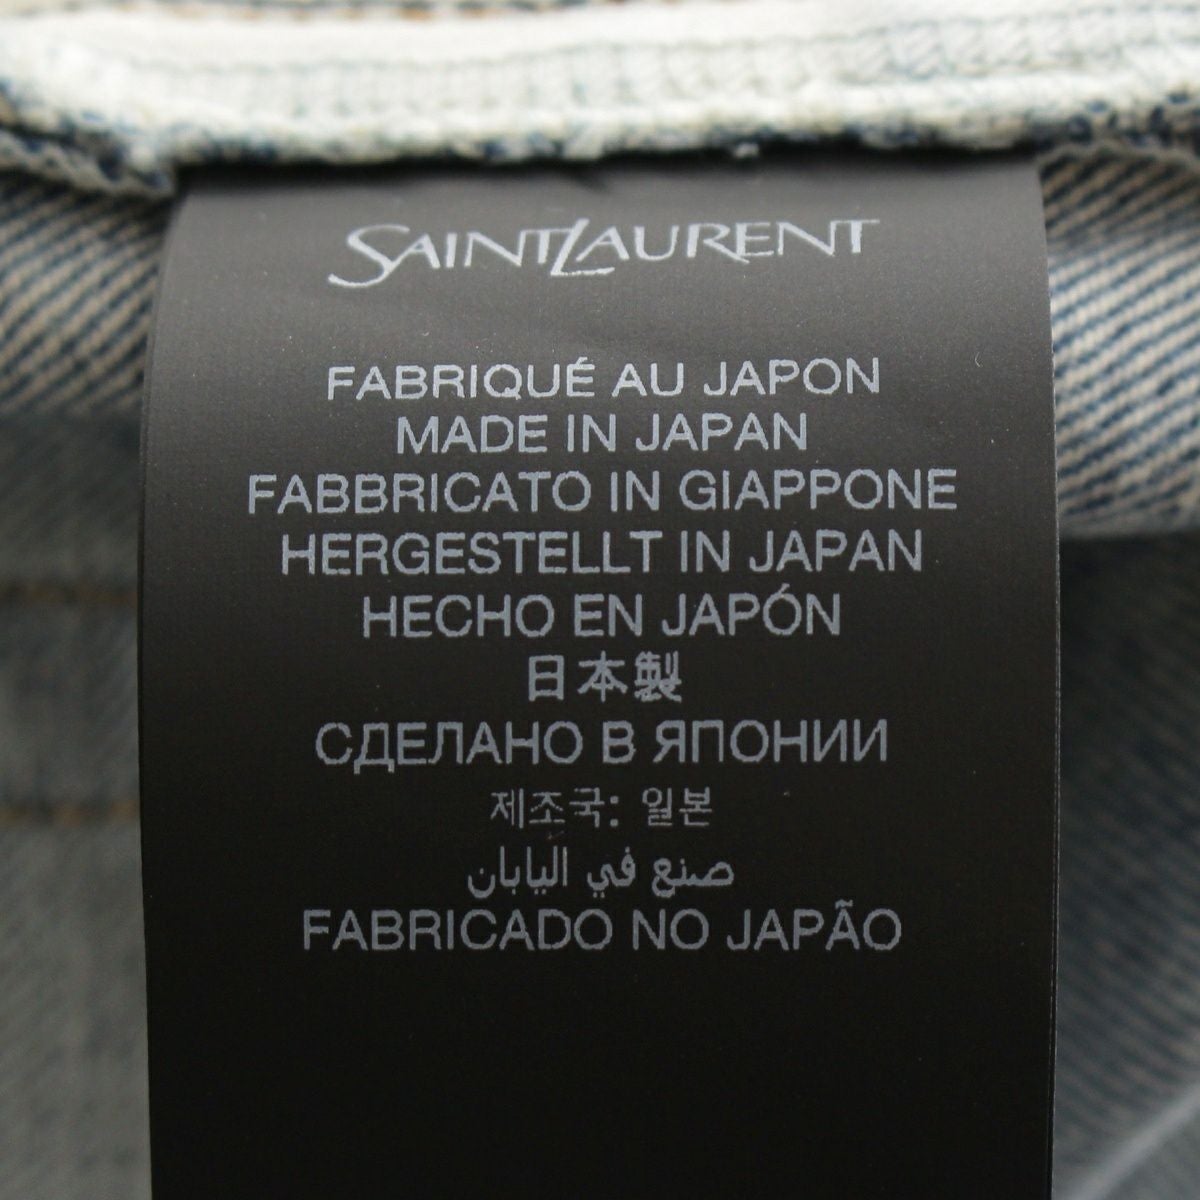 SAINT LAURENT
FABRIQUÉ AU JAPON
MADE IN JAPAN
FABBRICATO IN GIAPPONE
HERGESTELLT IN JAPAN
HECHO EN JAPÓN
日本製
СДЕЛАНО В ЯПОНИИ
제조국: 일본
صنع في اليابان
FABRICADO NO JAPÃO